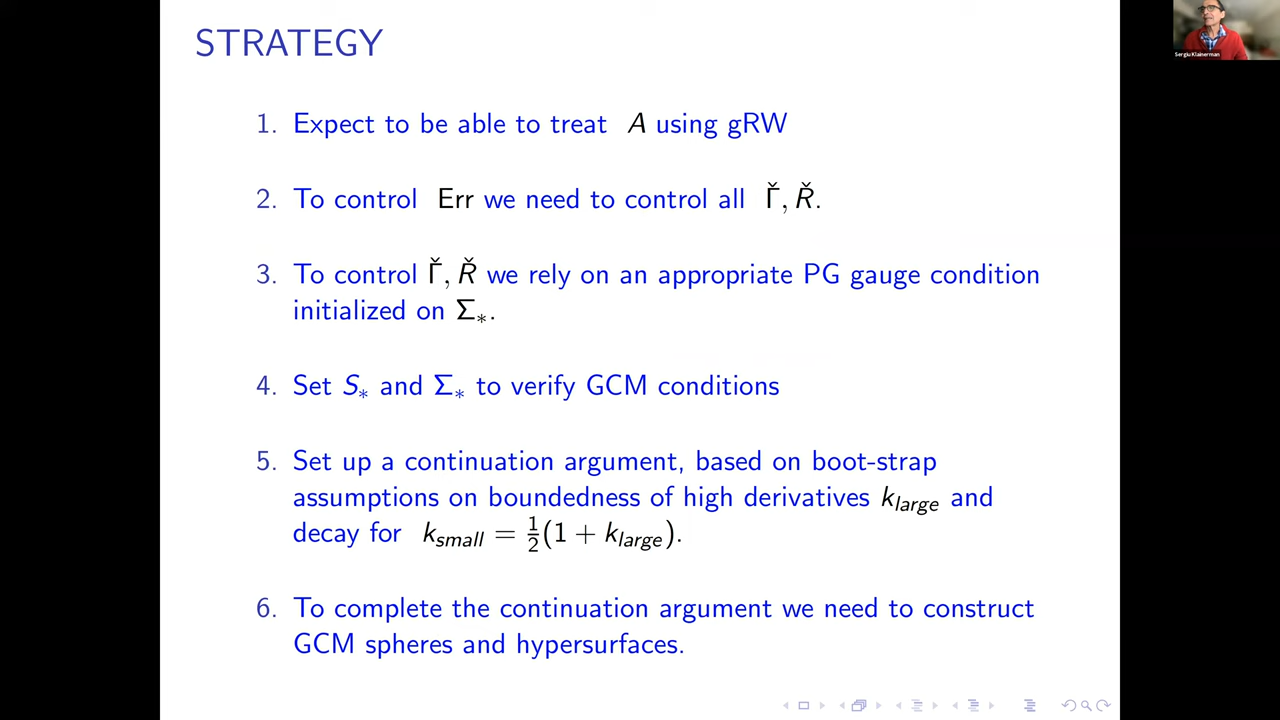 STRATEGY
Sergiu Klainerman
1. Expect to be able to treat A using gRW
2. To control Err we need to control all Γ̌, Ř.
3. To control Γ̌, Ř we rely on an appropriate PG gauge condition
initialized on Σ∗.
4. Set S∗ and Σ∗ to verify GCM conditions
5. Set up a continuation argument, based on boot-strap
assumptions on boundedness of high derivatives k_large and
decay for k_small = ½(1 + k_large).
6. To complete the continuation argument we need to construct
GCM spheres and hypersurfaces.